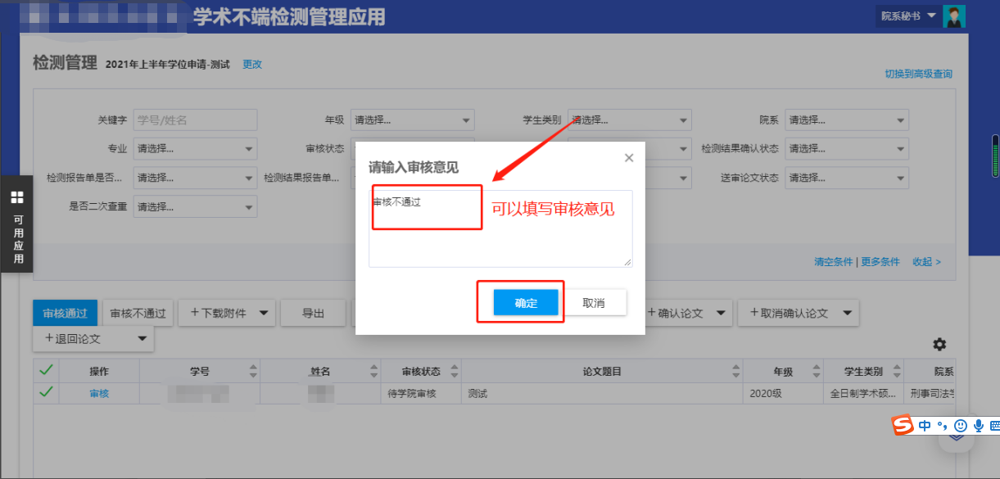 学术不端检测管理应用
院系秘书
检测管理 2021年上半年学位申请-测试 更改
切换到高级查询
关键字 学号/姓名 年级 请选择... 学生类别 请选择... 院系 请选择...
专业 请选择... 审核状态 检测结果确认状态 请选择...
检测报告单是否... 请选择... 检测结果报告单... 送审论文状态 请选择...
是否二次查重 请选择...
可用应用
请输入审核意见
审核不通过
可以填写审核意见
确定 取消
清空条件 | 更多条件 收起 >
审核通过 审核不通过 +下载附件 导出 +确认论文 +取消确认论文
+退回论文
操作 学号 姓名 审核状态 论文题目 年级 学生类别 院系
审核 待学院审核 测试 2020级 全日制学术硕... 刑事司法学
中